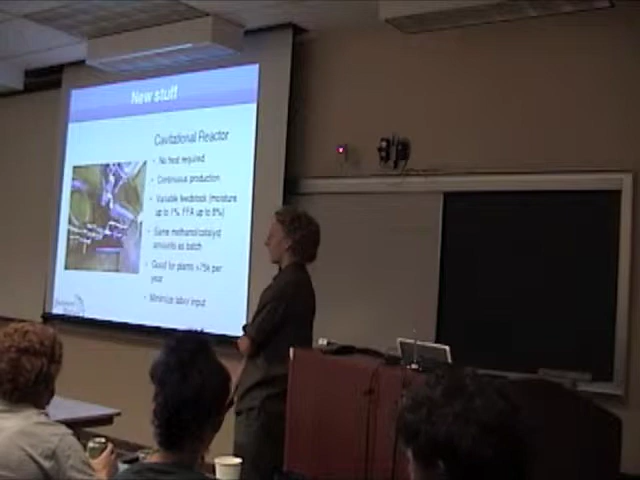 New stuff
Cavitational Reactor
• No heat required
• Continuous production
• Variable feedstock (moisture
up to 1% FFA up to 8%)
• Same methanol/catalyst
amounts as batch
• Good for plants >75k per
year
• Minimize labor input